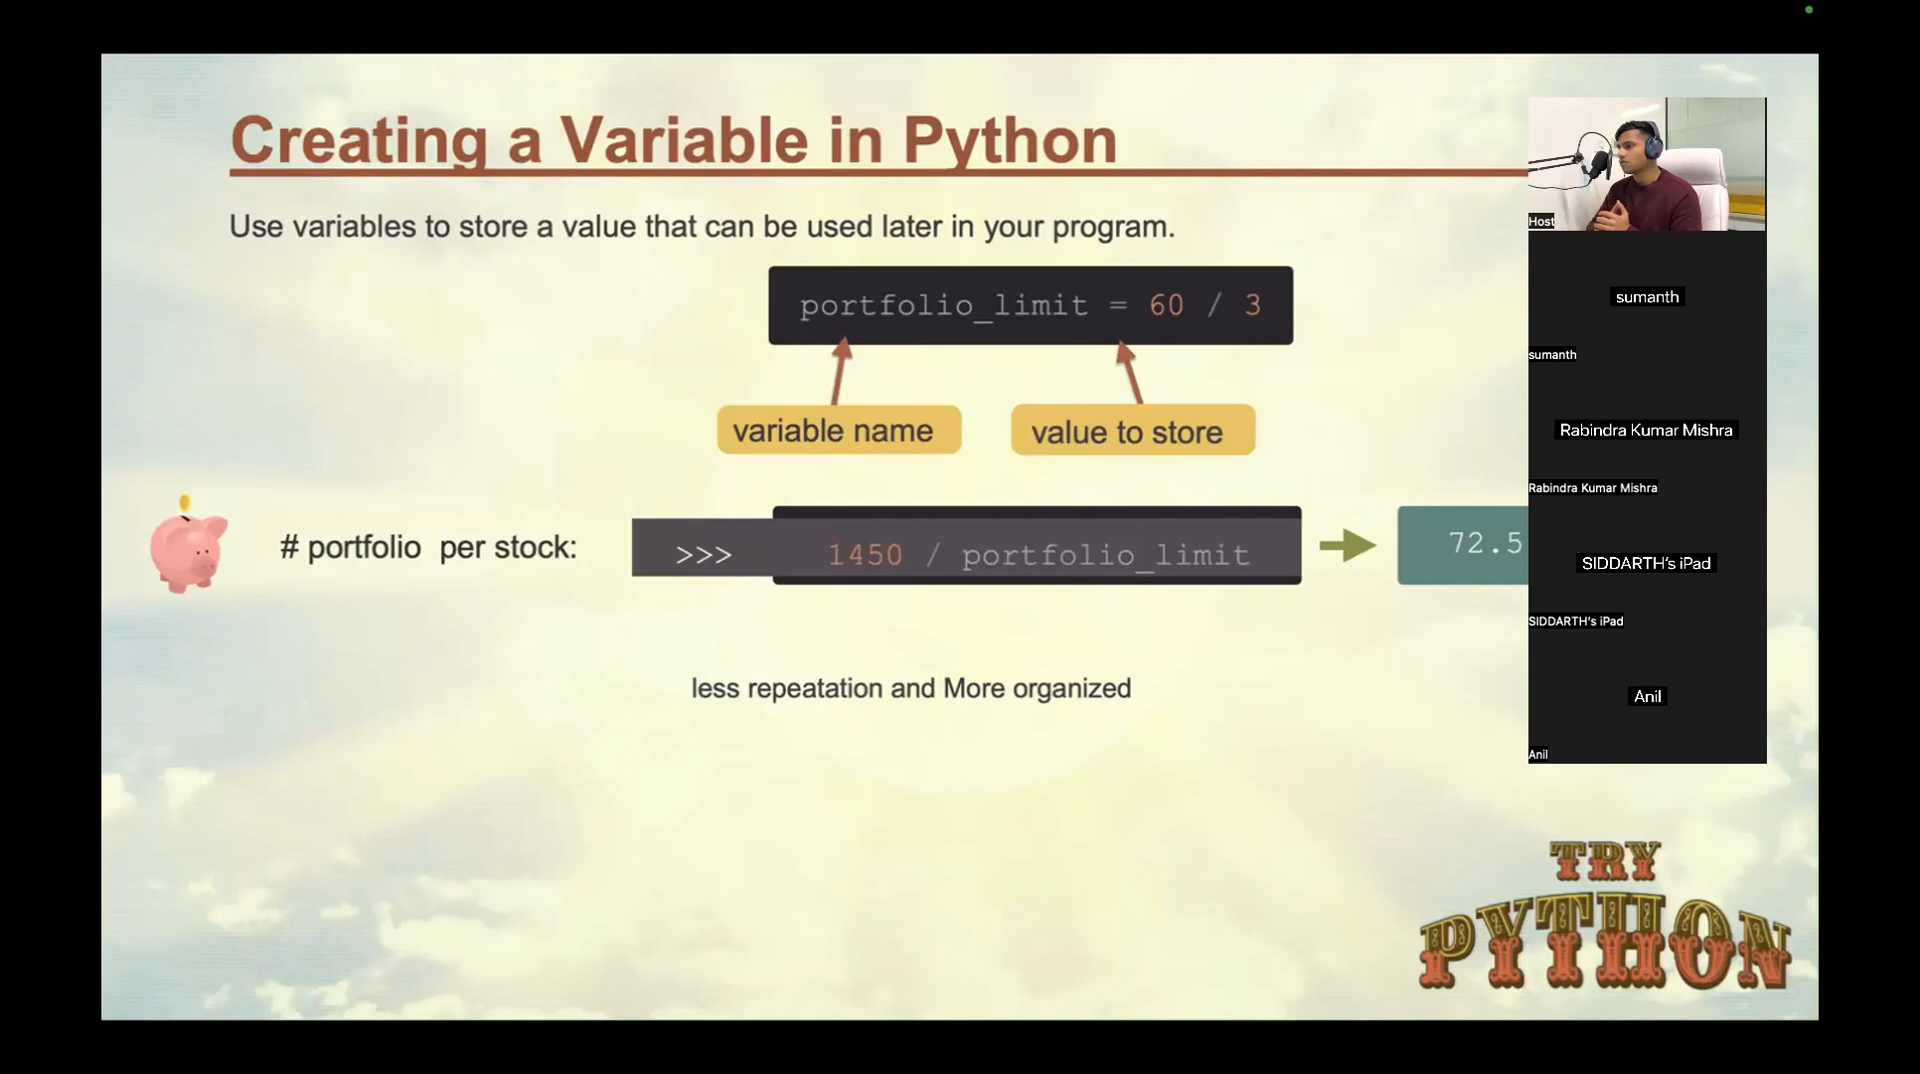 Creating a Variable in Python
Use variables to store a value that can be used later in your program.
portfolio_limit = 60 / 3
variable name
value to store
# portfolio per stock:
>>> 1450 / portfolio_limit
72.5
less repeatation and More organized
TRY
PYTHON
Host
sumanth
sumanth
Rabindra Kumar Mishra
Rabindra Kumar Mishra
SIDDARTH's iPad
SIDDARTH's iPad
Anil
Anil